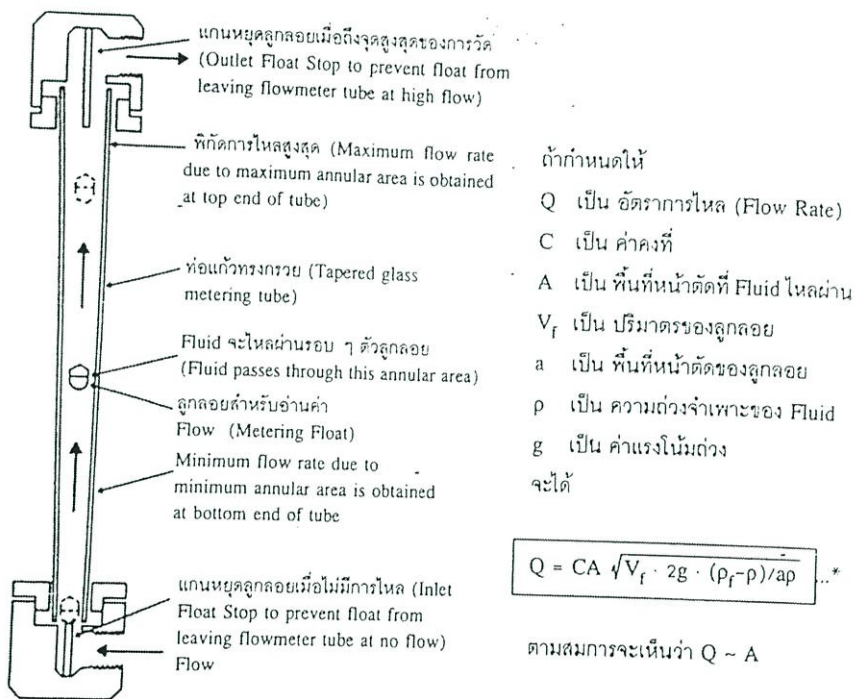 แกนหยุดลูกลอยเมื่อถึงจุดสูงสุดของการวัด
(Outlet Float Stop to prevent float from
leaving flowmeter tube at high flow)
พิกัดการไหลสูงสุด (Maximum flow rate
due to maximum annular area is obtained
at top end of tube)
ท่อแก้วทรงกรวย (Tapered glass
metering tube)
Fluid จะไหลผ่านรอบ ๆ ตัวลูกลอย
(Fluid passes through this annular area)
ลูกลอยสำหรับอ่านค่า
Flow (Metering Float)
Minimum flow rate due to
minimum annular area is obtained
at bottom end of tube
แกนหยุดลูกลอยเมื่อไม่มีการไหล (Inlet
Float Stop to prevent float from
leaving flowmeter tube at no flow)
Flow
ถ้ากำหนดให้
Q เป็น อัตราการไหล (Flow Rate)
C เป็น ค่าคงที่
A เป็น พื้นที่หน้าตัดที่ Fluid ไหลผ่าน
V_f เป็น ปริมาตรของลูกลอย
a เป็น พื้นที่หน้าตัดของลูกลอย
ρ เป็น ความถ่วงจำเพาะของ Fluid
g เป็น ค่าแรงโน้มถ่วง
จะได้
Q = CA √V_f · 2g · (ρ_f-ρ)/aρ ...*
ตามสมการจะเห็นว่า Q ~ A